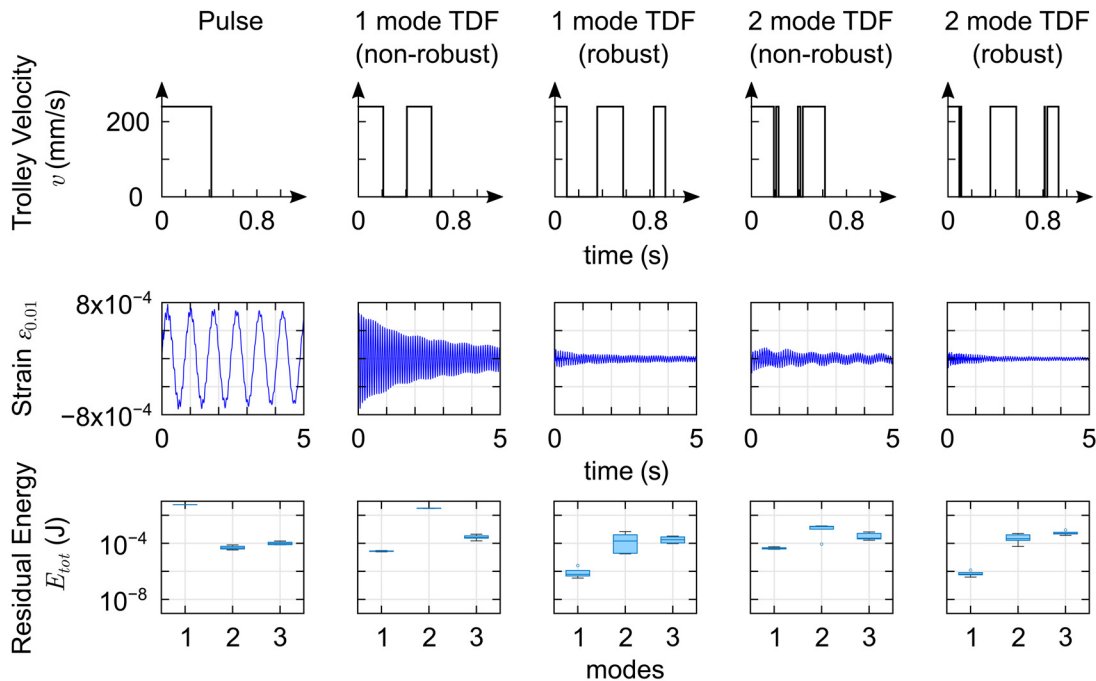 Pulse
1 mode TDF
(non-robust)
1 mode TDF
(robust)
2 mode TDF
(non-robust)
2 mode TDF
(robust)
Trolley Velocity
v (mm/s)
200
0
0 0.8
0 0.8
0 0.8
0 0.8
0 0.8
time (s)
Strain ε0.01
8x10⁻⁴
−8x10⁻⁴
0 5
0 5
0 5
0 5
0 5
time (s)
Residual Energy
Etot (J)
10⁻⁴
10⁻⁸
1 2 3
1 2 3
1 2 3
1 2 3
1 2 3
modes